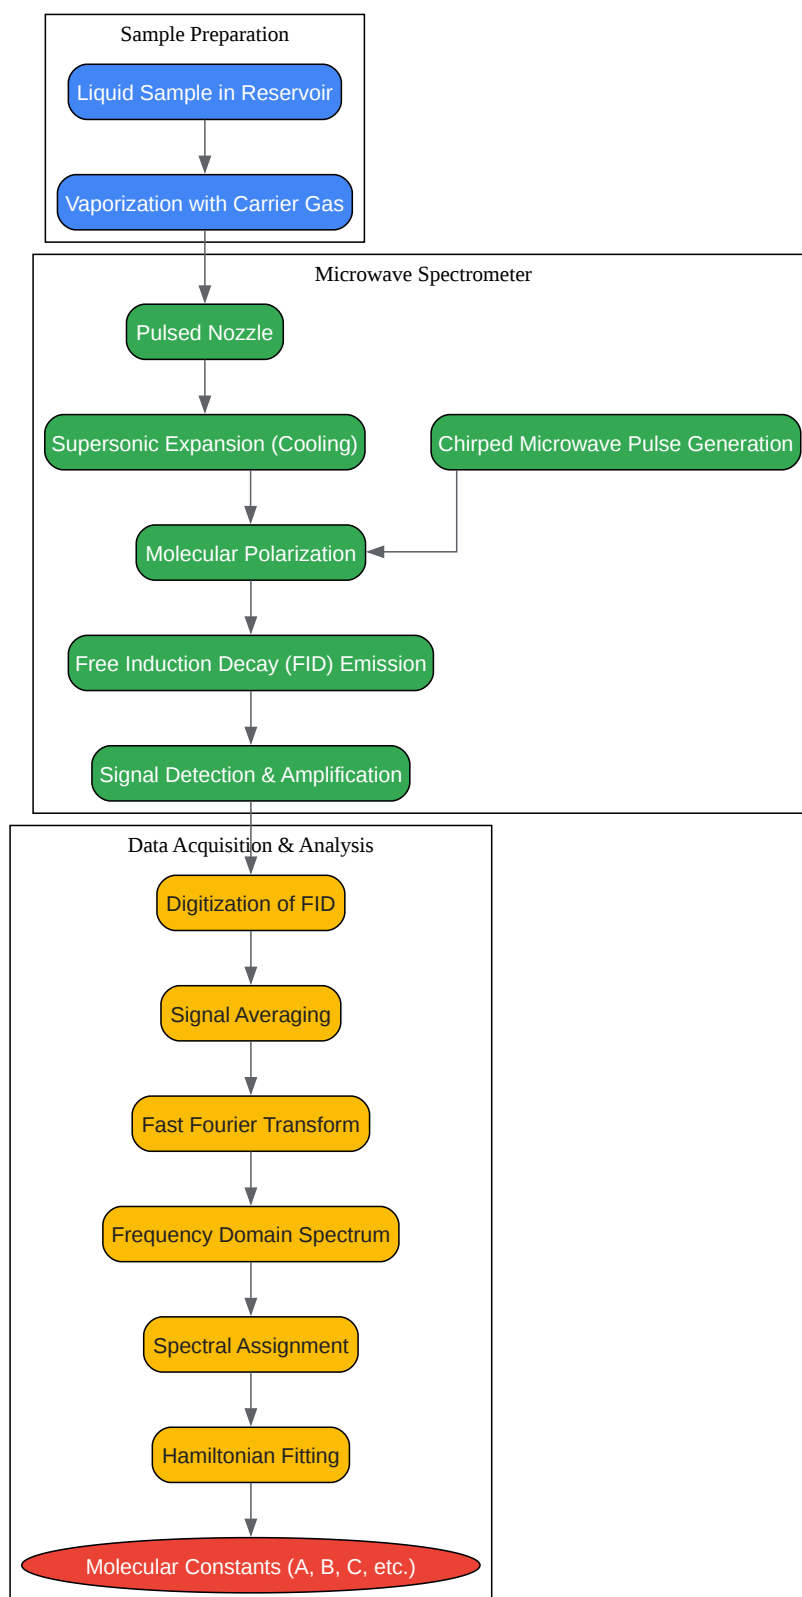 Sample Preparation
Liquid Sample in Reservoir
Vaporization with Carrier Gas
Microwave Spectrometer
Pulsed Nozzle
Supersonic Expansion (Cooling)
Chirped Microwave Pulse Generation
Molecular Polarization
Free Induction Decay (FID) Emission
Signal Detection & Amplification
Data Acquisition & Analysis
Digitization of FID
Signal Averaging
Fast Fourier Transform
Frequency Domain Spectrum
Spectral Assignment
Hamiltonian Fitting
Molecular Constants (A, B, C, etc.)